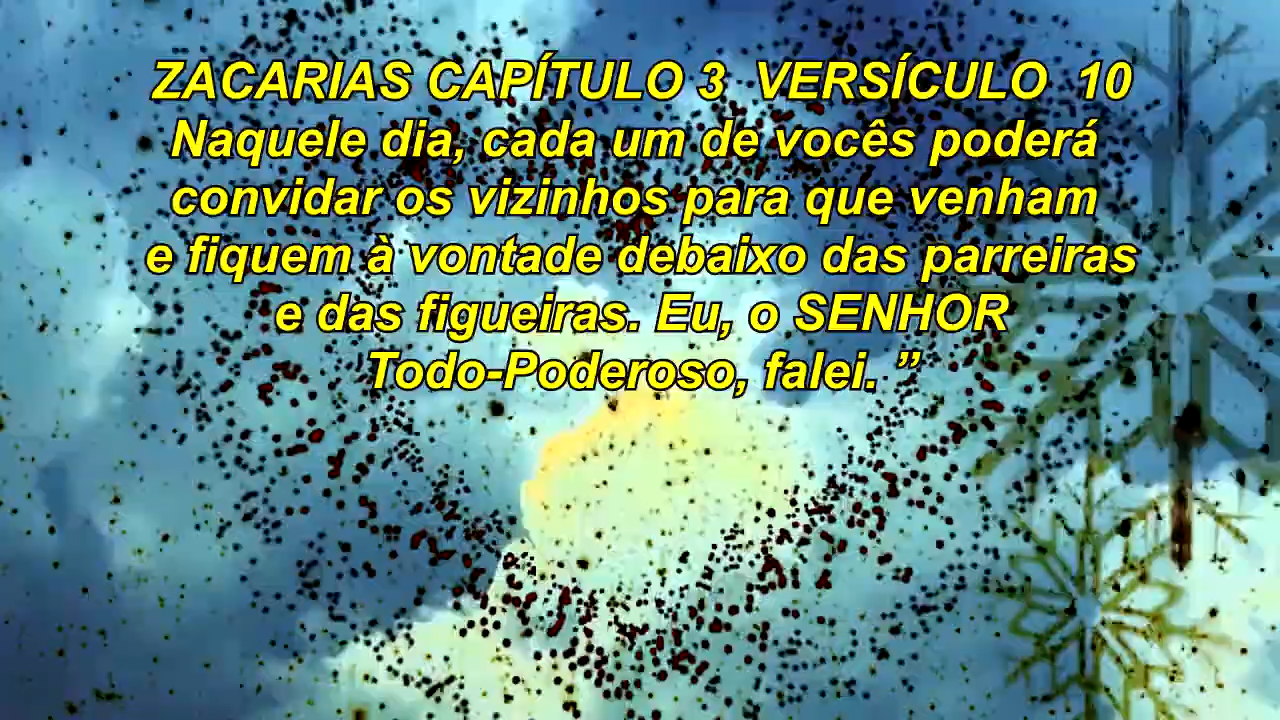 ZACARIAS CAPÍTULO 3  VERSÍCULO  10
Naquele dia, cada um de vocês poderá
convidar os vizinhos para que venham
e fiquem à vontade debaixo das parreiras
e das figueiras. Eu, o SENHOR
Todo-Poderoso, falei. ”